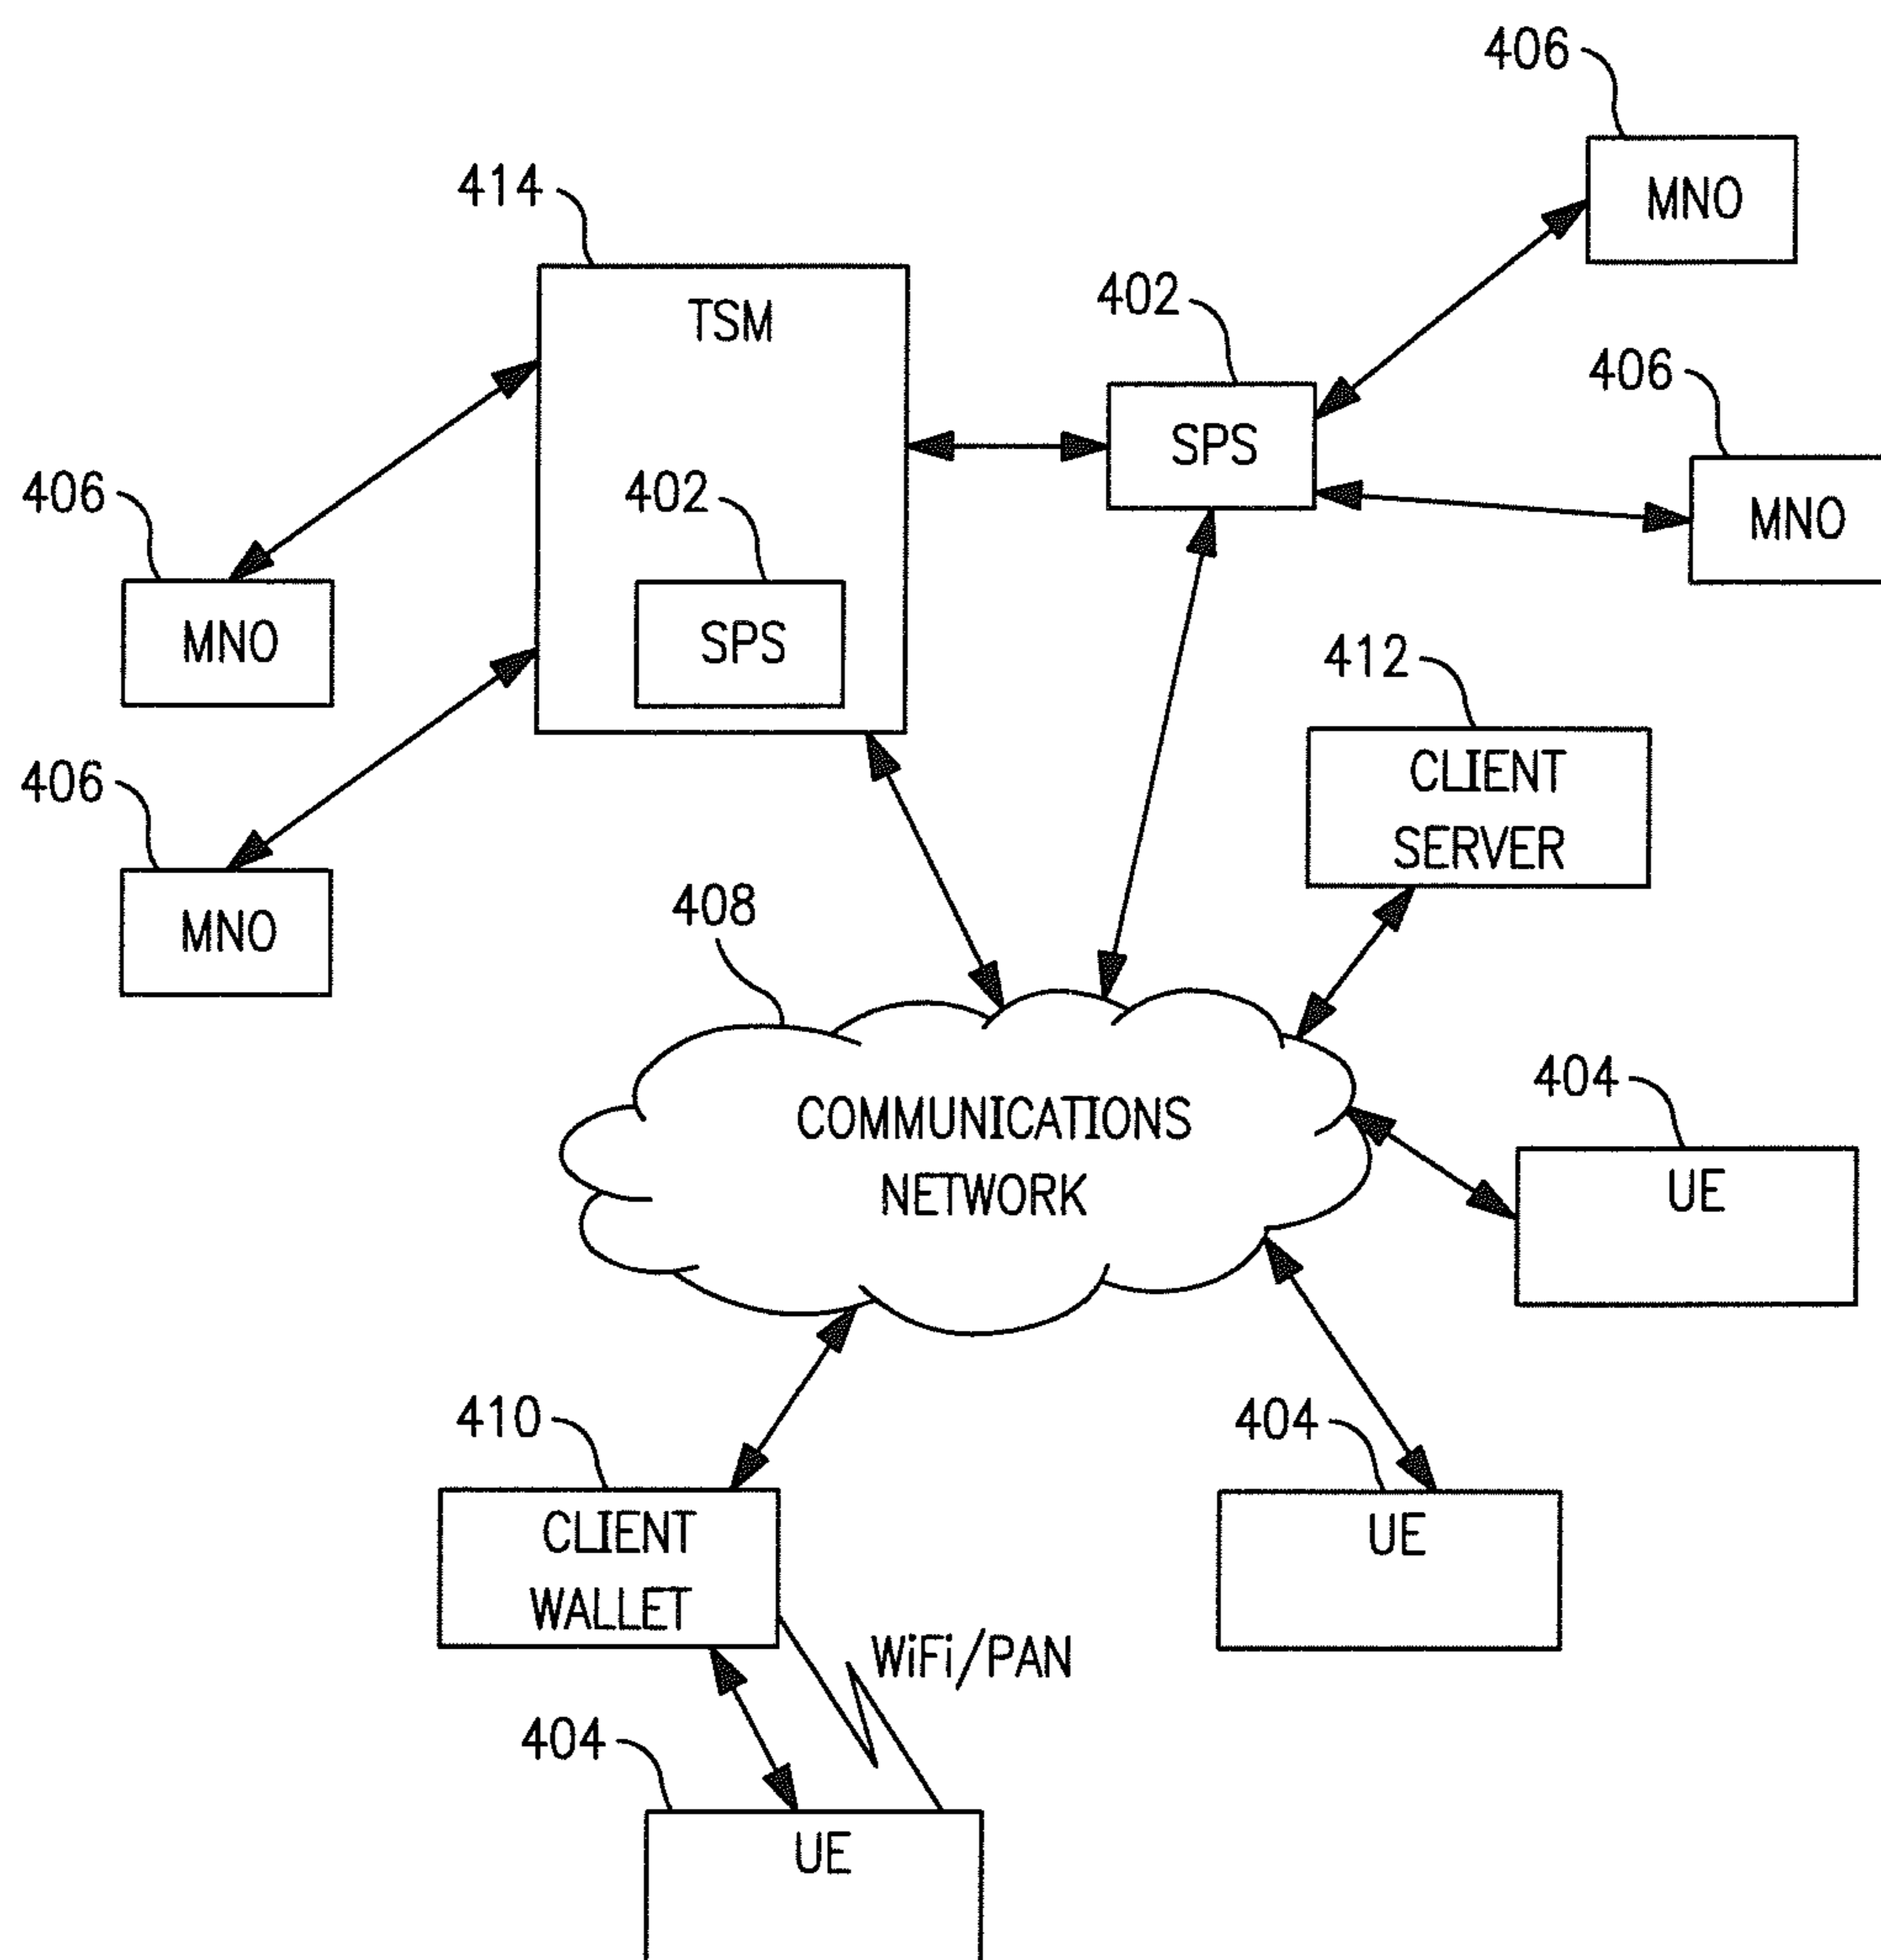 406
MNO
414
TSM
402
SPS
406
MNO
406
MNO
402
SPS
412
CLIENT
SERVER
406
MNO
408
COMMUNICATIONS
NETWORK
404
UE
410
CLIENT
WALLET
404
UE
WiFi/PAN
404
UE